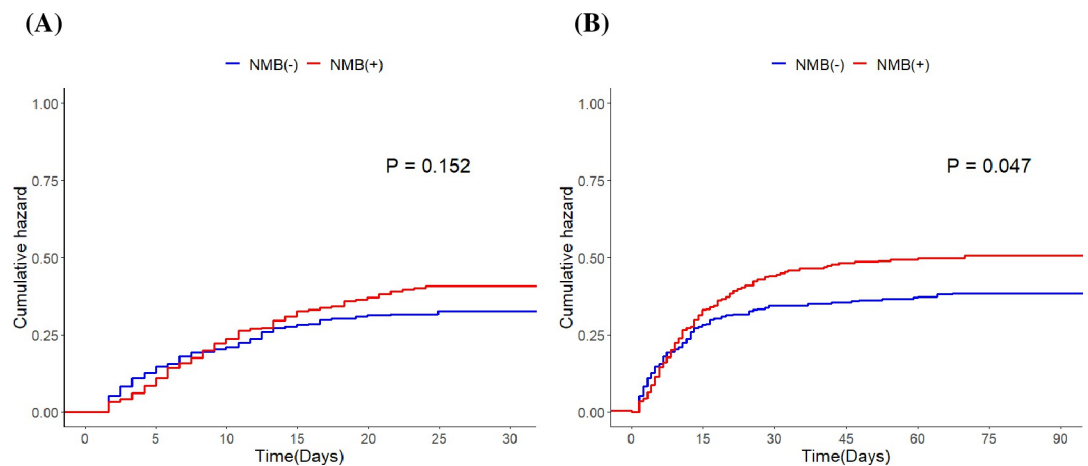 (A)
NMB(-) NMB(+)
1.00
0.75
0.50
0.25
0.00
Cumulative hazard
P = 0.152
0 5 10 15 20 25 30
Time(Days)
(B)
NMB(-) NMB(+)
1.00
0.75
0.50
0.25
0.00
Cumulative hazard
P = 0.047
0 15 30 45 60 75 90
Time(Days)